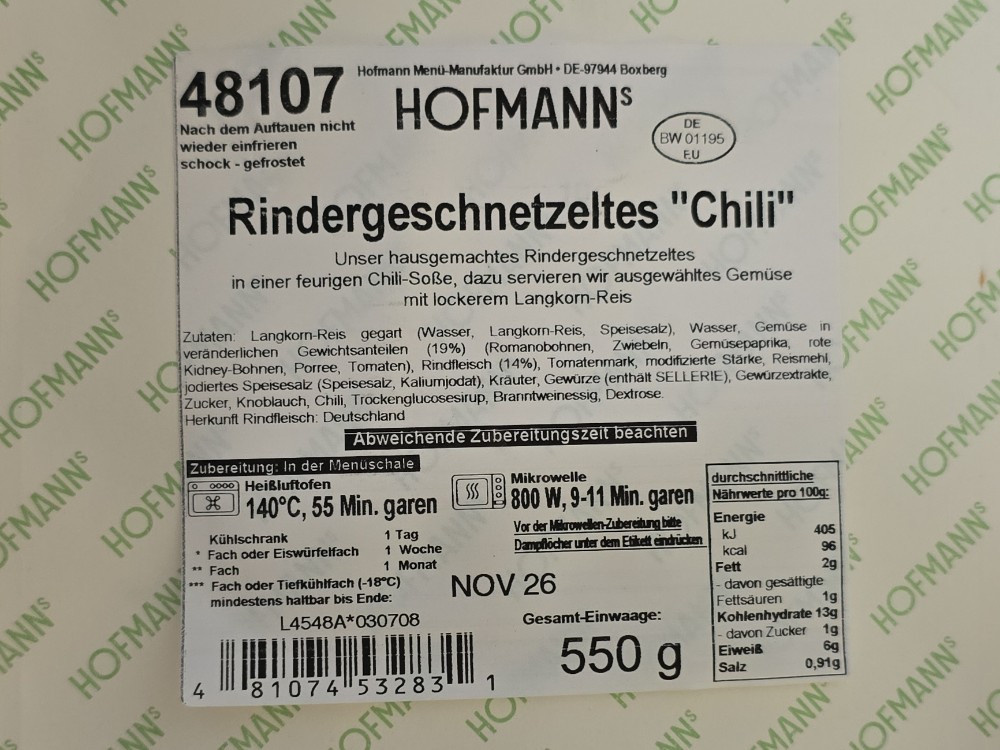 48107
Hofmann Menü-Manufaktur GmbH • DE-97944 Boxberg
HOFMANNS
Nach dem Auftauen nicht
wieder einfrieren
schock - gefrostet
DE
BW 01195
EU
Rindergeschnetzeltes "Chili"
Unser hausgemachtes Rindergeschnetzeltes
in einer feurigen Chili-Soße, dazu servieren wir ausgewähltes Gemüse
mit lockerem Langkorn-Reis
Zutaten: Langkorn-Reis gegart (Wasser, Langkorn-Reis, Speisesalz), Wasser, Gemüse in
veränderlichen Gewichtsanteilen (19%) (Romanobohnen, Zwiebeln, Gemüsepaprika, rote
Kidney-Bohnen, Porree, Tomaten), Rindfleisch (14%), Tomatenmark, modifizierte Stärke, Reismehl,
jodiertes Speisesalz (Speisesalz, Kaliumjodat), Kräuter, Gewürze (enthält SELLERIE), Gewürzextrakte,
Zucker, Knoblauch, Chili, Trockenglucosesirup, Branntweinessig, Dextrose.
Herkunft Rindfleisch: Deutschland
Abweichende Zubereitungszeit beachten
Zubereitung: In der Menüschale
Heißluftofen
140°C, 55 Min. garen
Mikrowelle
800 W, 9-11 Min. garen
Vor der Mikrowellen-Zubereitung bitte
Dampflöcher unter dem Etikett eindrücken
Kühlschrank 1 Tag
* Fach oder Eiswürfelfach 1 Woche
** Fach 1 Monat
*** Fach oder Tiefkühlfach (-18°C)
mindestens haltbar bis Ende:
NOV 26
L4548A*030708
4 81074 53283 1
Gesamt-Einwaage:
550 g
durchschnittliche
Nährwerte pro 100g:
Energie
kJ 405
kcal 96
Fett 2g
- davon gesättigte
Fettsäuren 1g
Kohlenhydrate 13g
- davon Zucker 1g
Eiweiß 6g
Salz 0,91g